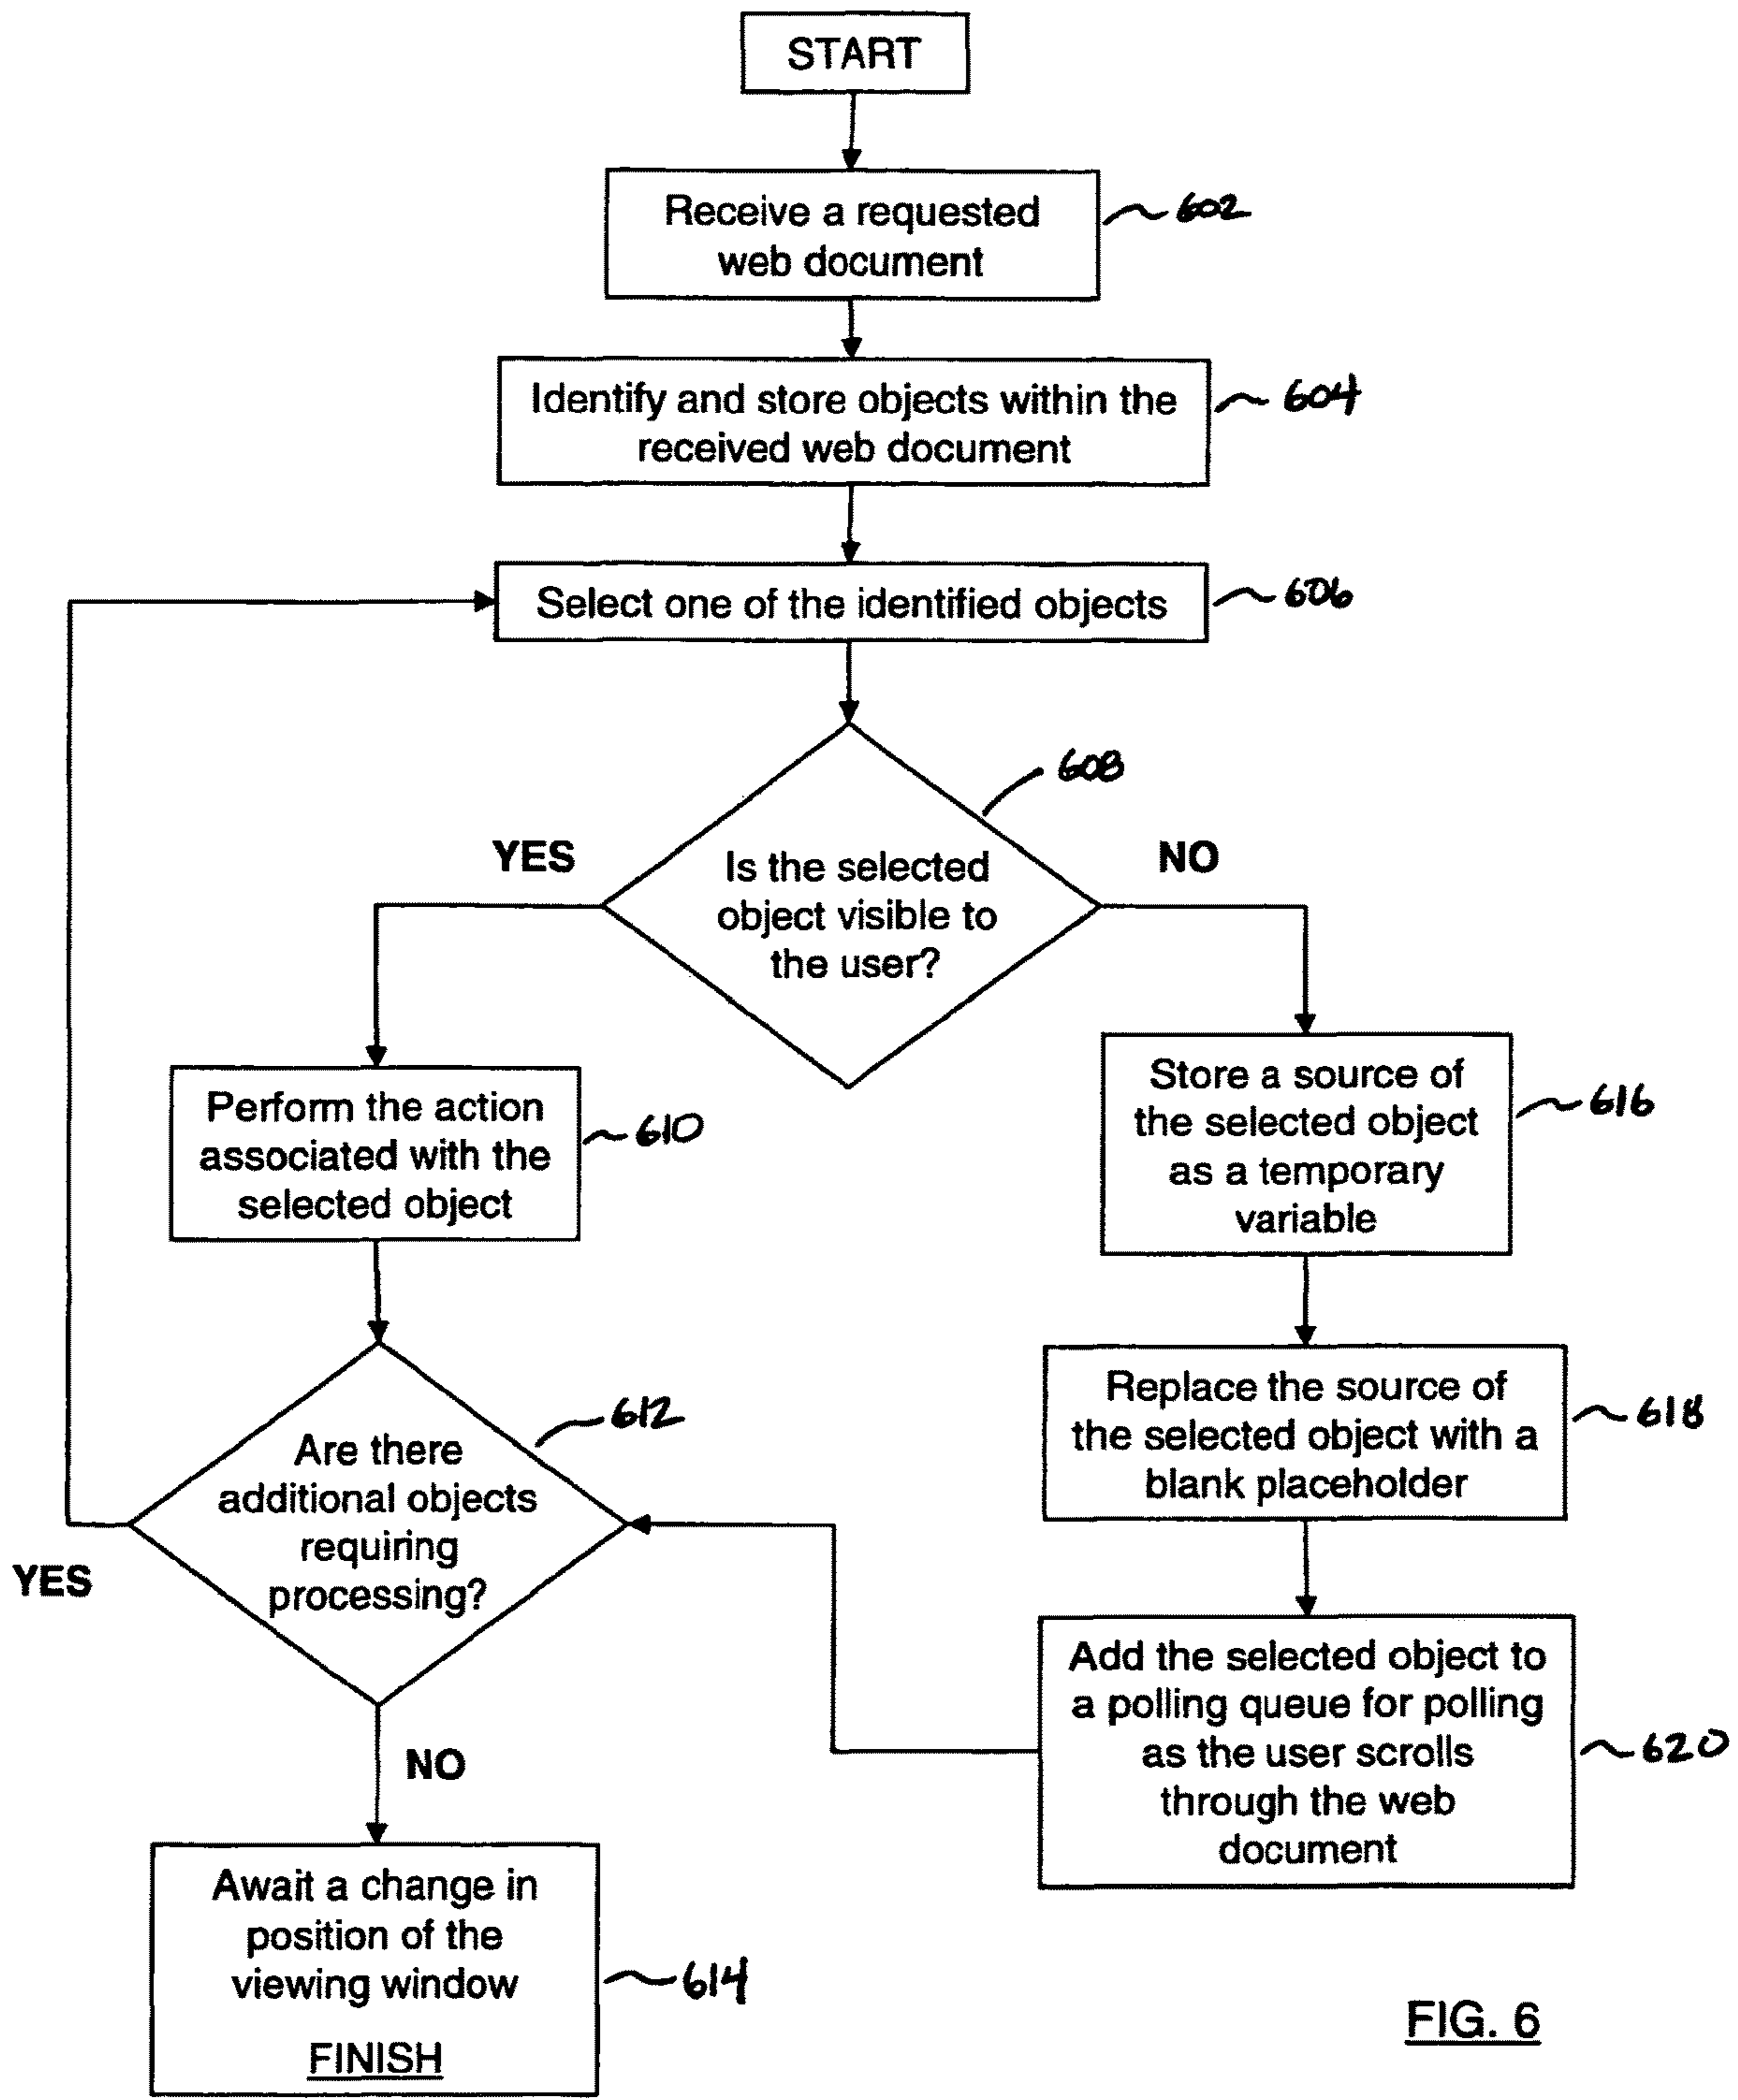 START
Receive a requested
web document
602
Identify and store objects within the
received web document
604
Select one of the identified objects
606
608
YES
NO
Is the selected
object visible to
the user?
Perform the action
associated with the
selected object
610
Store a source of
the selected object
as a temporary
variable
616
612
Are there
additional objects
requiring
processing?
YES
Replace the source of
the selected object with a
blank placeholder
618
NO
Add the selected object to
a polling queue for polling
as the user scrolls
through the web
document
620
Await a change in
position of the
viewing window
FINISH
614
FIG. 6